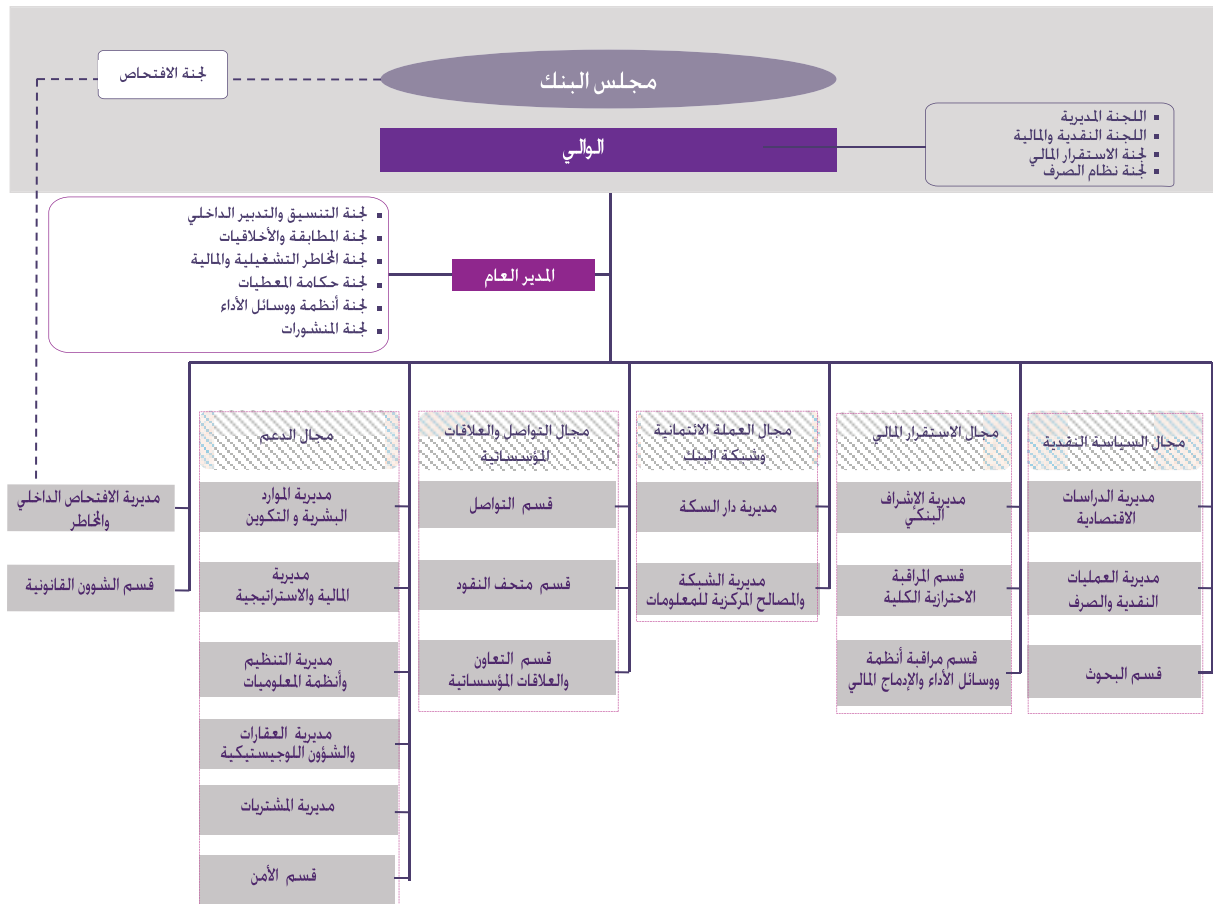 لجنة الافتحاص
مجلس البنك
الوالي
▪ اللجنة المديرية
▪ اللجنة النقدية والمالية
▪ لجنة الاستقرار المالي
▪ لجنة نظام الصرف
▪ لجنة التنسيق والتدبير الداخلي
▪ لجنة المطابقة والأخلاقيات
▪ لجنة المخاطر التشغيلية والمالية
▪ لجنة حكامة المعطيات
▪ لجنة أنظمة ووسائل الأداء
▪ لجنة المنشورات
المدير العام
مجال السياسة النقدية
مديرية الدراسات
الاقتصادية
مديرية العمليات
النقدية والصرف
قسم البحوث
مجال الاستقرار المالي
مديرية الإشراف
البنكي
قسم المراقبة
الاحترازية الكلية
قسم مراقبة أنظمة
ووسائل الأداء والإدماج المالي
مجال العملة الائتمانية
وشبكة البنك
مديرية دار السكة
مديرية الشبكة
والمصالح المركزية للمعلومات
مجال التواصل والعلاقات
المؤسساتية
قسم التواصل
قسم متحف النقود
قسم التعاون
والعلاقات المؤسساتية
مجال الدعم
مديرية الموارد
البشرية و التكوين
مديرية
المالية والاستراتيجية
مديرية التنظيم
وأنظمة المعلوميات
مديرية العقارات
والشؤون اللوجيستيكية
مديرية المشتريات
قسم الأمن
مديرية الافتحاص الداخلي
والمخاطر
قسم الشوون القانونية